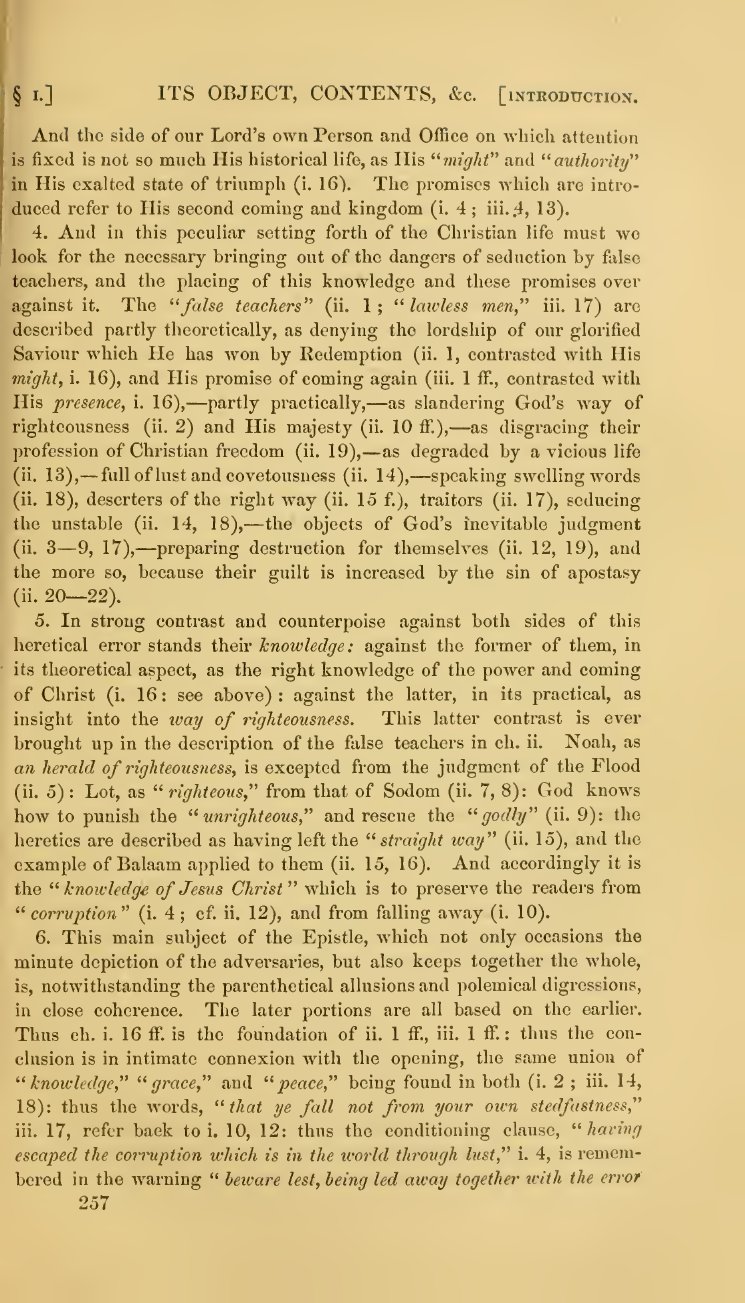 § I.] ITS OBJECT, CONTENTS, &c. [INTRODUCTION.
And the side of our Lord's own Person and Office on which attention
is fixed is not so much His historical life, as His "might" and "authority"
in His exalted state of triumph (i. 16). The promises which are intro-
duced refer to His second coming and kingdom (i. 4 ; iii. 4, 13).
4. And in this peculiar setting forth of the Christian life must we
look for the necessary bringing out of the dangers of seduction by false
teachers, and the placing of this knowledge and these promises over
against it. The "false teachers" (ii. 1 ; "lawless men," iii. 17) are
described partly theoretically, as denying the lordship of our glorified
Saviour which He has won by Redemption (ii. 1, contrasted with His
might, i. 16), and His promise of coming again (iii. 1 ff., contrasted with
His presence, i. 16),—partly practically,—as slandering God's way of
righteousness (ii. 2) and His majesty (ii. 10 ff.),—as disgracing their
profession of Christian freedom (ii. 19),—as degraded by a vicious life
(ii. 13),—full of lust and covetousness (ii. 14),—speaking swelling words
(ii. 18), deserters of the right way (ii. 15 f.), traitors (ii. 17), seducing
the unstable (ii. 14, 18),—the objects of God's inevitable judgment
(ii. 3—9, 17),—preparing destruction for themselves (ii. 12, 19), and
the more so, because their guilt is increased by the sin of apostasy
(ii. 20—22).
5. In strong contrast and counterpoise against both sides of this
heretical error stands their knowledge: against the former of them, in
its theoretical aspect, as the right knowledge of the power and coming
of Christ (i. 16 : see above) : against the latter, in its practical, as
insight into the way of righteousness. This latter contrast is ever
brought up in the description of the false teachers in ch. ii. Noah, as
an herald of righteousness, is excepted from the judgment of the Flood
(ii. 5) : Lot, as "righteous," from that of Sodom (ii. 7, 8): God knows
how to punish the "unrighteous," and rescue the "godly" (ii. 9): the
heretics are described as having left the "straight way" (ii. 15), and the
example of Balaam applied to them (ii. 15, 16). And accordingly it is
the "knowledge of Jesus Christ" which is to preserve the readers from
"corruption" (i. 4 ; cf. ii. 12), and from falling away (i. 10).
6. This main subject of the Epistle, which not only occasions the
minute depiction of the adversaries, but also keeps together the whole,
is, notwithstanding the parenthetical allusions and polemical digressions,
in close coherence. The later portions are all based on the earlier.
Thus ch. i. 16 ff. is the foundation of ii. 1 ff., iii. 1 ff. : thus the con-
clusion is in intimate connexion with the opening, the same union of
"knowledge," "grace," and "peace," being found in both (i. 2 ; iii. 14,
18): thus the words, "that ye fall not from your own stedfastness,"
iii. 17, refer back to i. 10, 12: thus the conditioning clause, "having
escaped the corruption which is in the world through lust," i. 4, is remem-
bered in the warning "beware lest, being led away together with the error
257